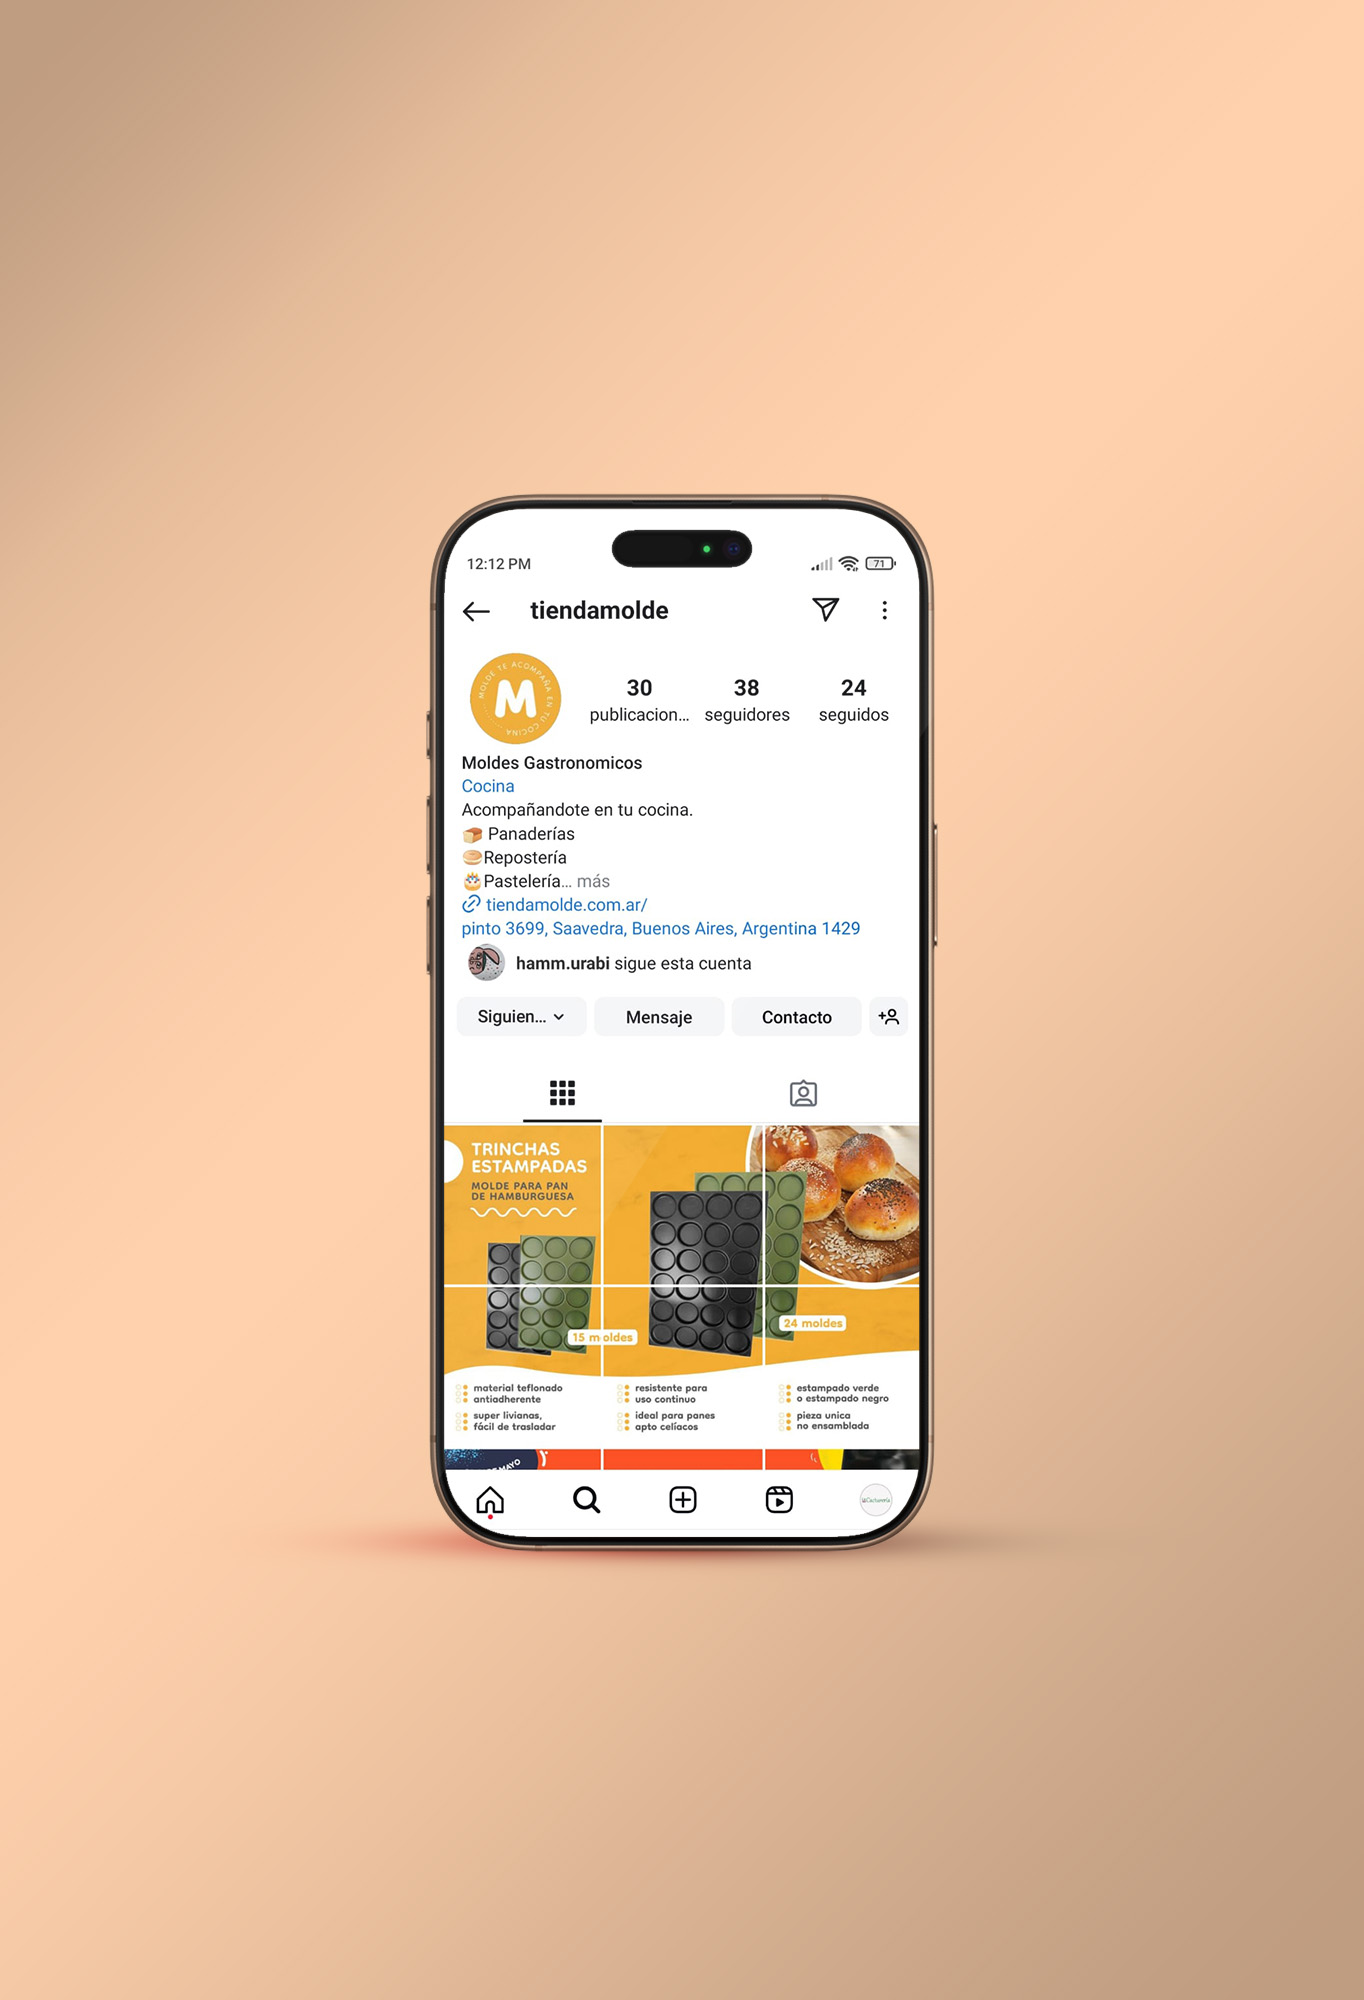 12:12 PM
71
tiendamolde
MOLDE TE ACOMPAÑA EN TU COCINA
M
30
publicacion...
38
seguidores
24
seguidos
Moldes Gastronomicos
Cocina
Acompañandote en tu cocina.
Panaderías
Repostería
Pastelería... más
tiendamolde.com.ar/
pinto 3699, Saavedra, Buenos Aires, Argentina 1429
hamm.urabi sigue esta cuenta
Siguien...
Mensaje
Contacto
TRINCHAS
ESTAMPADAS
MOLDE PARA PAN
DE HAMBURGUESA
15 moldes
24 moldes
material teflonado
antiadherente
super livianas,
fácil de trasladar
resistente para
uso continuo
ideal para panes
apto celíacos
estampado verde
o estampado negro
pieza unica
no ensamblada
MAYO